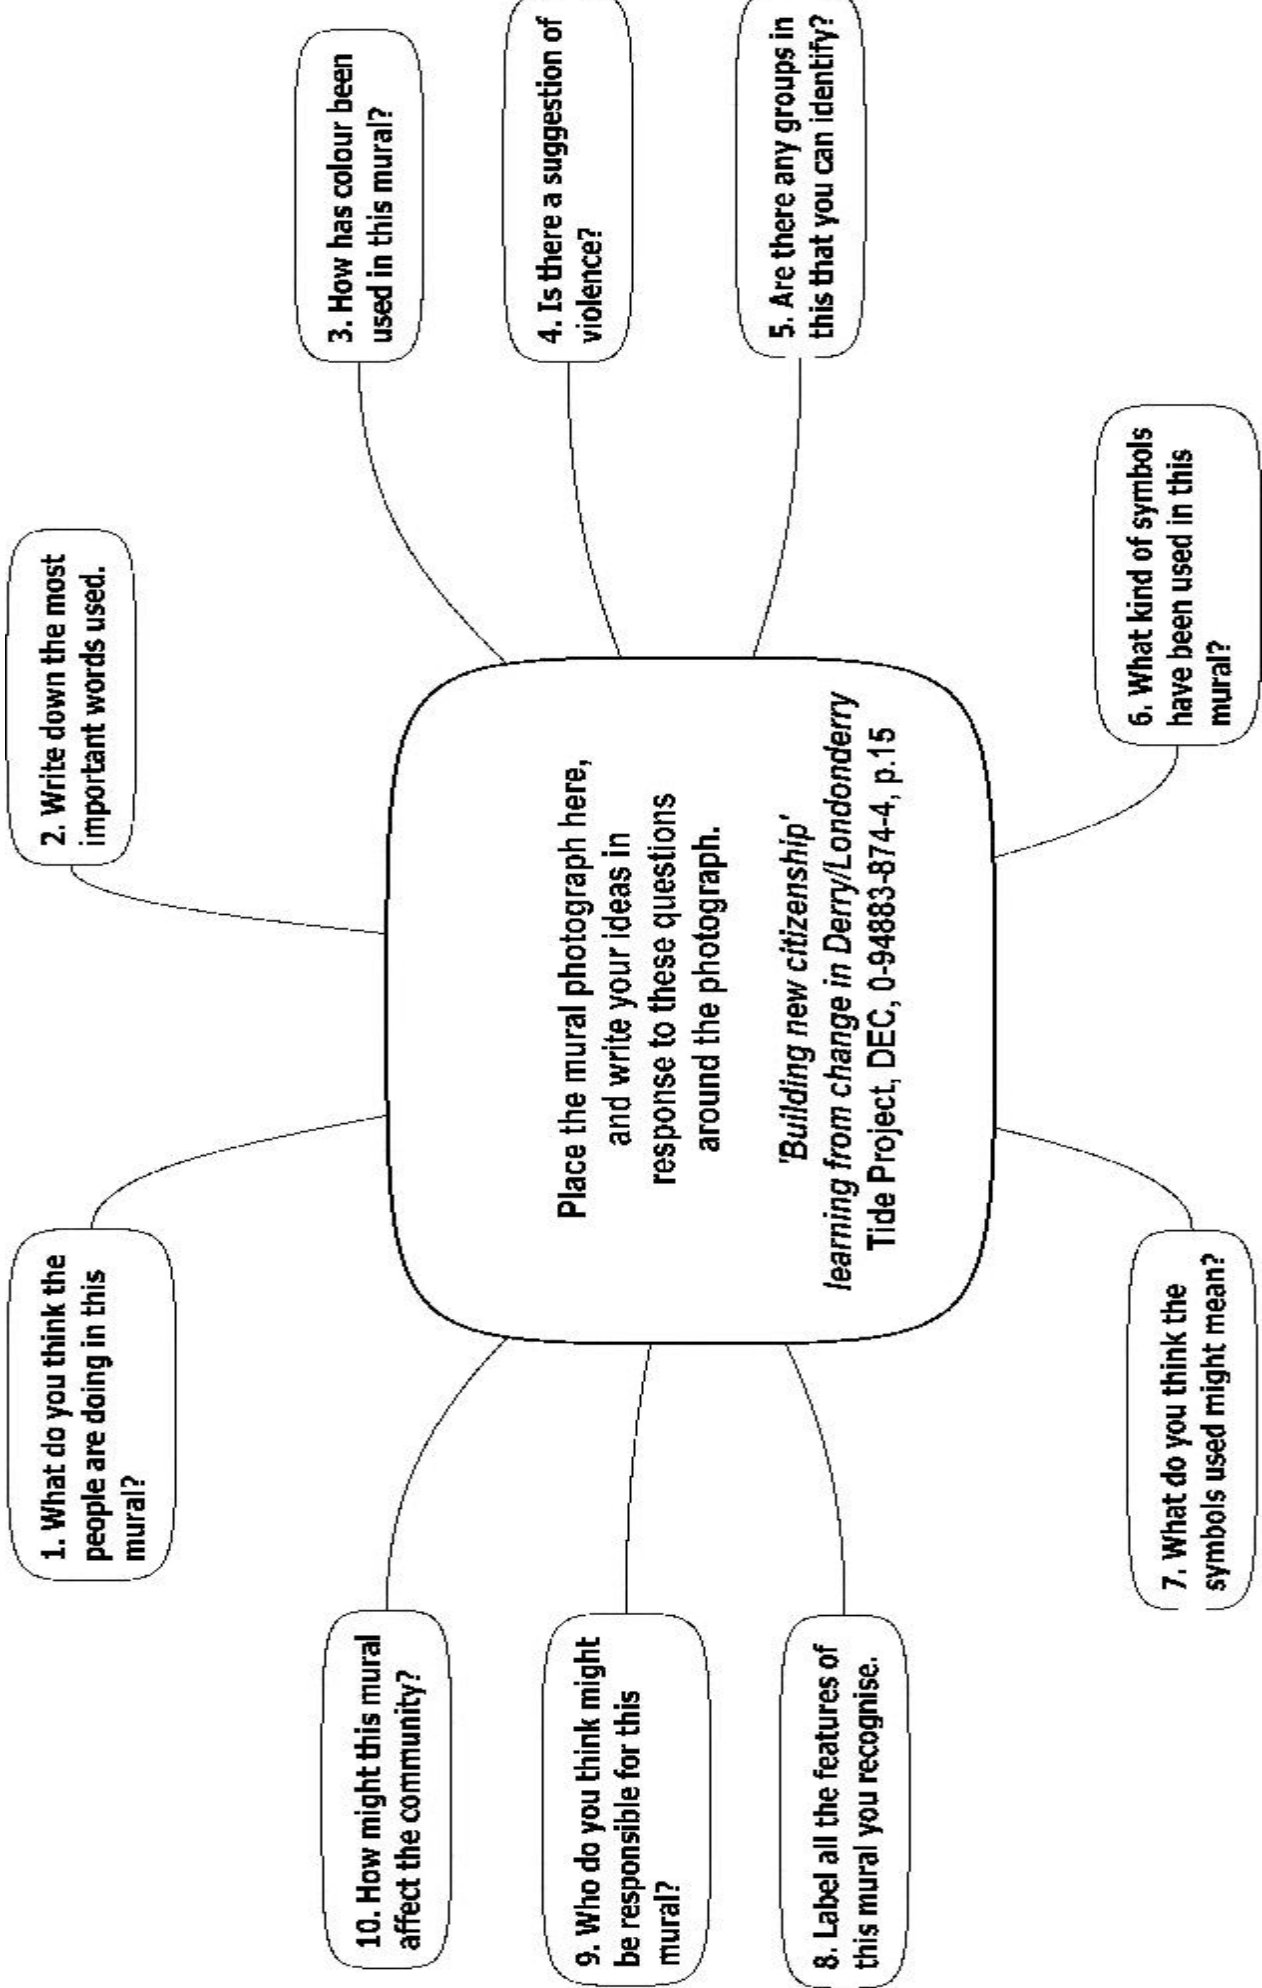 1. What do you think the
people are doing in this
mural?
2. Write down the most
important words used.
3. How has colour been
used in this mural?
4. Is there a suggestion of
violence?
5. Are there any groups in
this that you can identify?
6. What kind of symbols
have been used in this
mural?
7. What do you think the
symbols used might mean?
8. Label all the features of
this mural you recognise.
9. Who do you think might
be responsible for this
mural?
10. How might this mural
affect the community?
Place the mural photograph here,
and write your ideas in
response to these questions
around the photograph.
'Building new citizenship'
learning from change in Derry/Londonderry
Tide Project, DEC, 0-94883-874-4, p.15